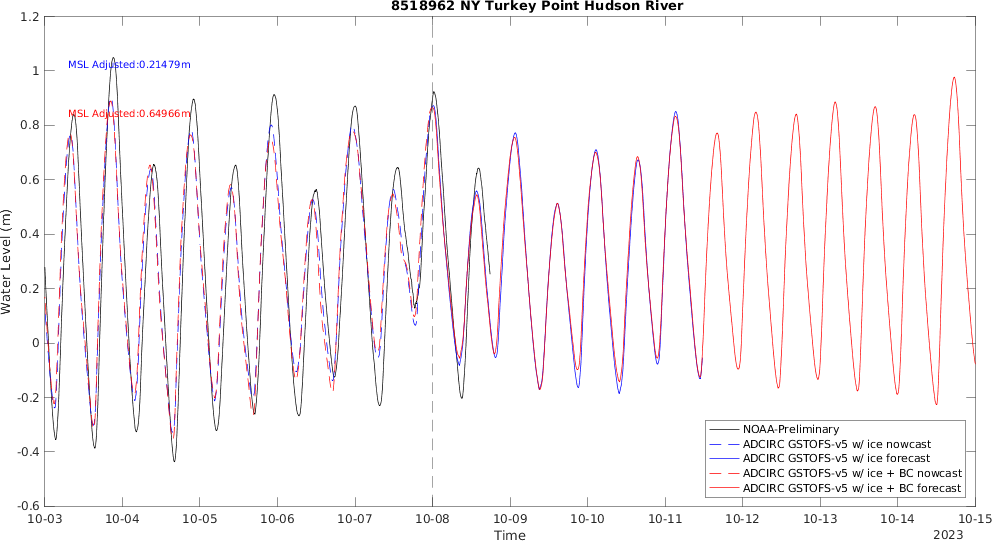 8518962 NY Turkey Point Hudson River
1.2
1
0.8
0.6
0.4
0.2
0
-0.2
-0.4
-0.6
Water Level (m)
MSL Adjusted:0.21479m
MSL Adjusted:0.64966m
NOAA-Preliminary
ADCIRC GSTOFS-v5 w/ ice nowcast
ADCIRC GSTOFS-v5 w/ ice forecast
ADCIRC GSTOFS-v5 w/ ice + BC nowcast
ADCIRC GSTOFS-v5 w/ ice + BC forecast
10-03 10-04 10-05 10-06 10-07 10-08 10-09 10-10 10-11 10-12 10-13 10-14 10-15
Time
2023